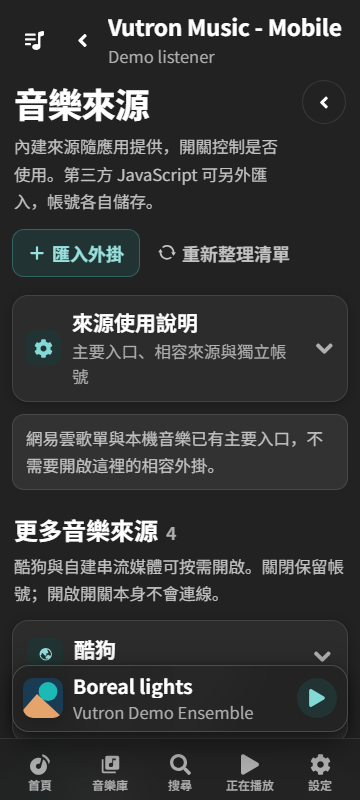 Vutron Music - Mobile
Demo listener
音樂來源
內建來源隨應用提供，開關控制是否
使用。第三方 JavaScript 可另外匯
入，帳號各自儲存。
匯入外掛
重新整理清單
來源使用說明
主要入口、相容來源與獨立帳
號
網易雲歌單與本機音樂已有主要入口，不
需要開啟這裡的相容外掛。
更多音樂來源 4
酷狗與自建串流媒體可按需開啟。關閉保留帳
號；開啟開關本身不會連線。
酷狗
Boreal lights
Vutron Demo Ensemble
首頁
音樂庫
搜尋
正在播放
設定